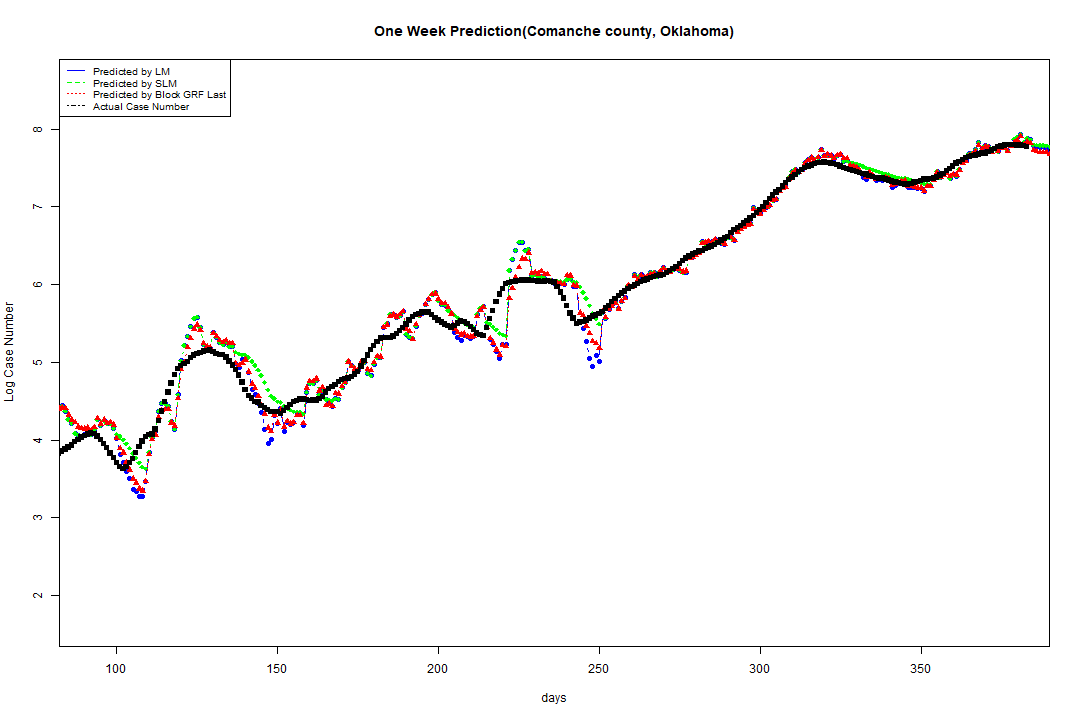 One Week Prediction(Comanche county, Oklahoma)
Predicted by LM
Predicted by SLM
Predicted by Block GRF Last
Actual Case Number
8
7
6
5
4
3
2
Log Case Number
100 150 200 250 300 350
days